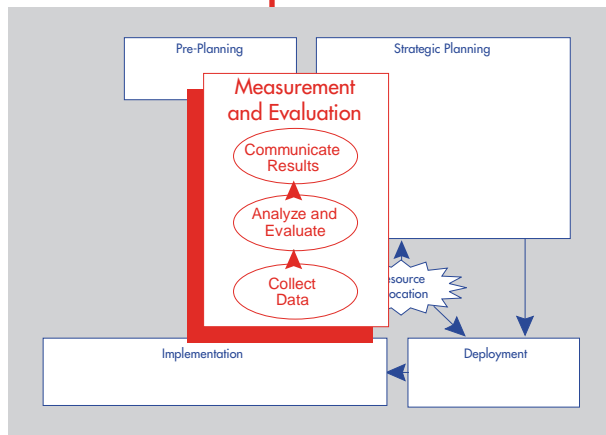 Pre-Planning
Strategic Planning
Measurement
and Evaluation
Communicate
Results
Analyze and
Evaluate
Collect
Data
Implementation
Deployment